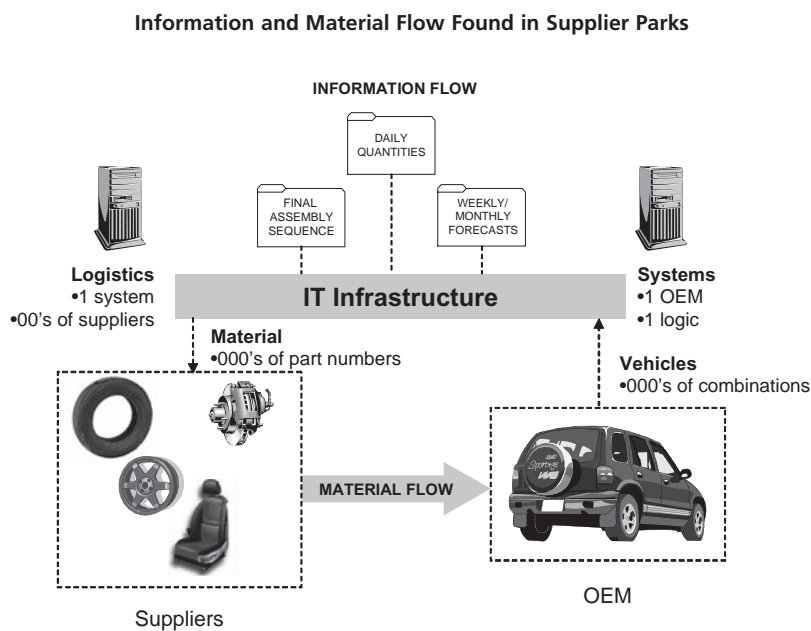 Information and Material Flow Found in Supplier Parks
INFORMATION FLOW
DAILY
QUANTITIES
FINAL
ASSEMBLY
SEQUENCE
WEEKLY/
MONTHLY
FORECASTS
Logistics
•1 system
•00's of suppliers
IT Infrastructure
Systems
•1 OEM
•1 logic
Material
•000's of part numbers
Vehicles
•000's of combinations
MATERIAL FLOW
Sportage
Suppliers
OEM